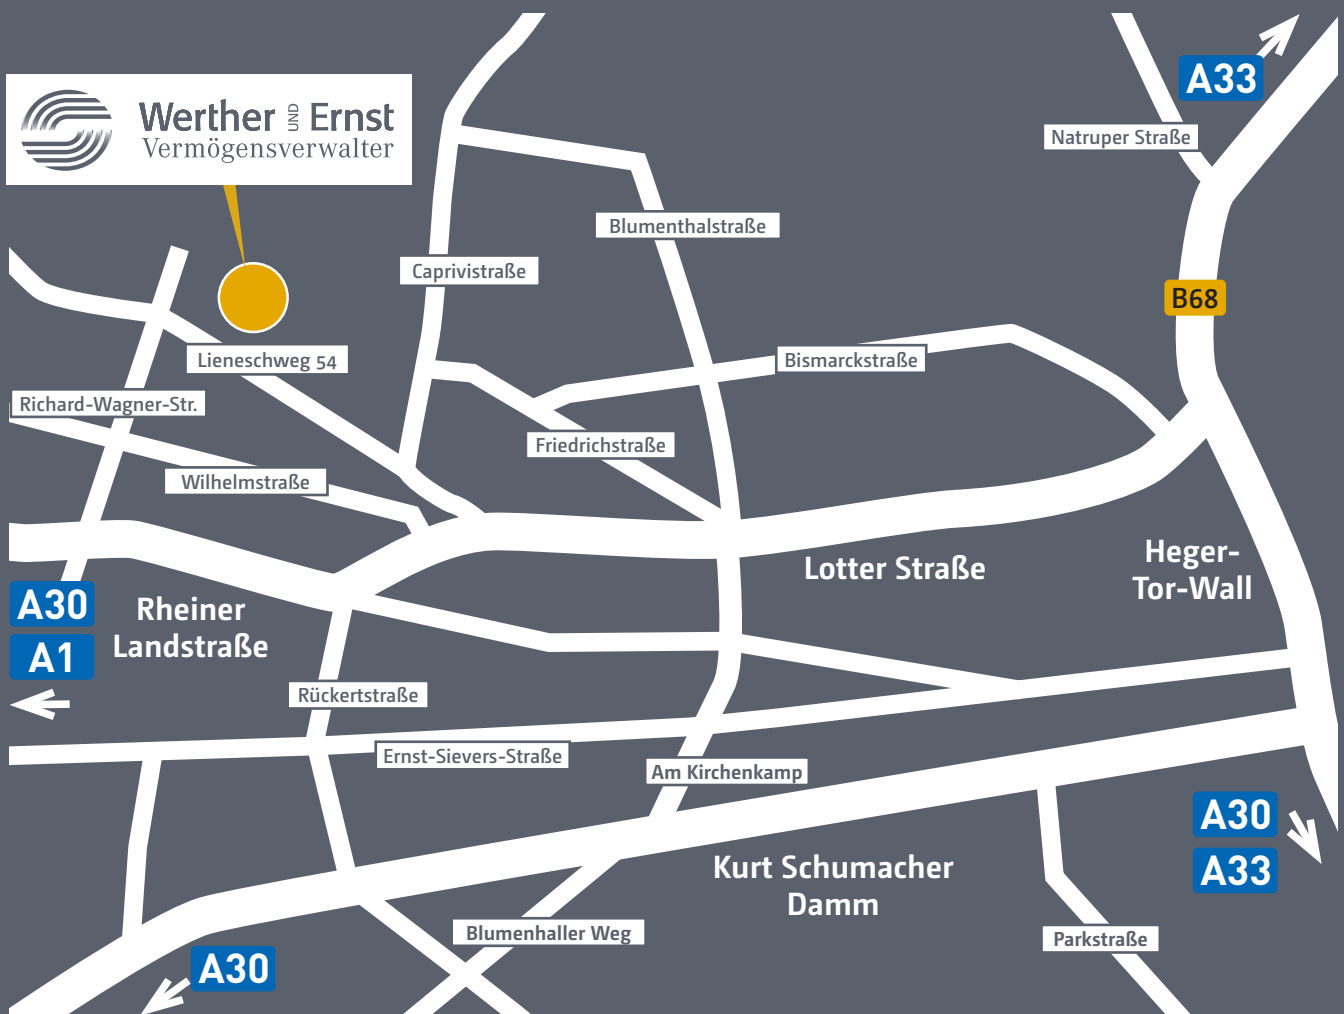 A33
Werther UND Ernst
Vermögensverwalter
Natruper Straße
Blumenthalstraße
Caprivistraße
B68
Lieneschweg 54
Bismarckstraße
Richard-Wagner-Str.
Friedrichstraße
Wilhelmstraße
Heger-
Tor-Wall
Lotter Straße
A30
A1
Rheiner
Landstraße
Rückertstraße
Ernst-Sievers-Straße
Am Kirchenkamp
A30
A33
Kurt Schumacher
Damm
Blumenhaller Weg
Parkstraße
A30